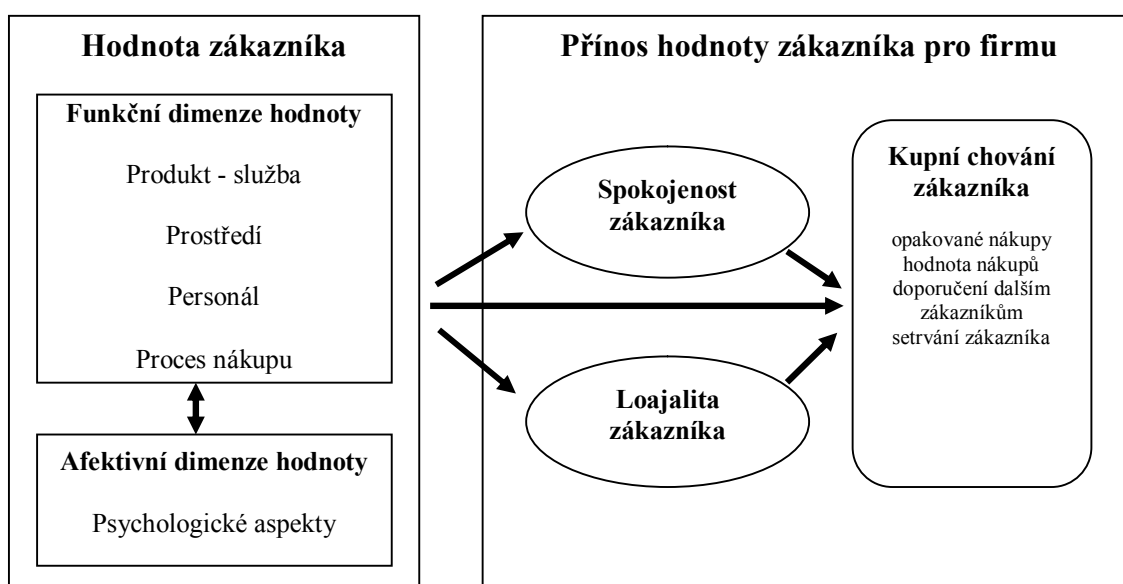 Hodnota zákazníka
Funkční dimenze hodnoty
Produkt - služba
Prostředí
Personál
Proces nákupu
Afektivní dimenze hodnoty
Psychologické aspekty
Přínos hodnoty zákazníka pro firmu
Spokojenost
zákazníka
Loajalita
zákazníka
Kupní chování
zákazníka
opakované nákupy
hodnota nákupů
doporučení dalším
zákazníkům
setrvání zákazníka